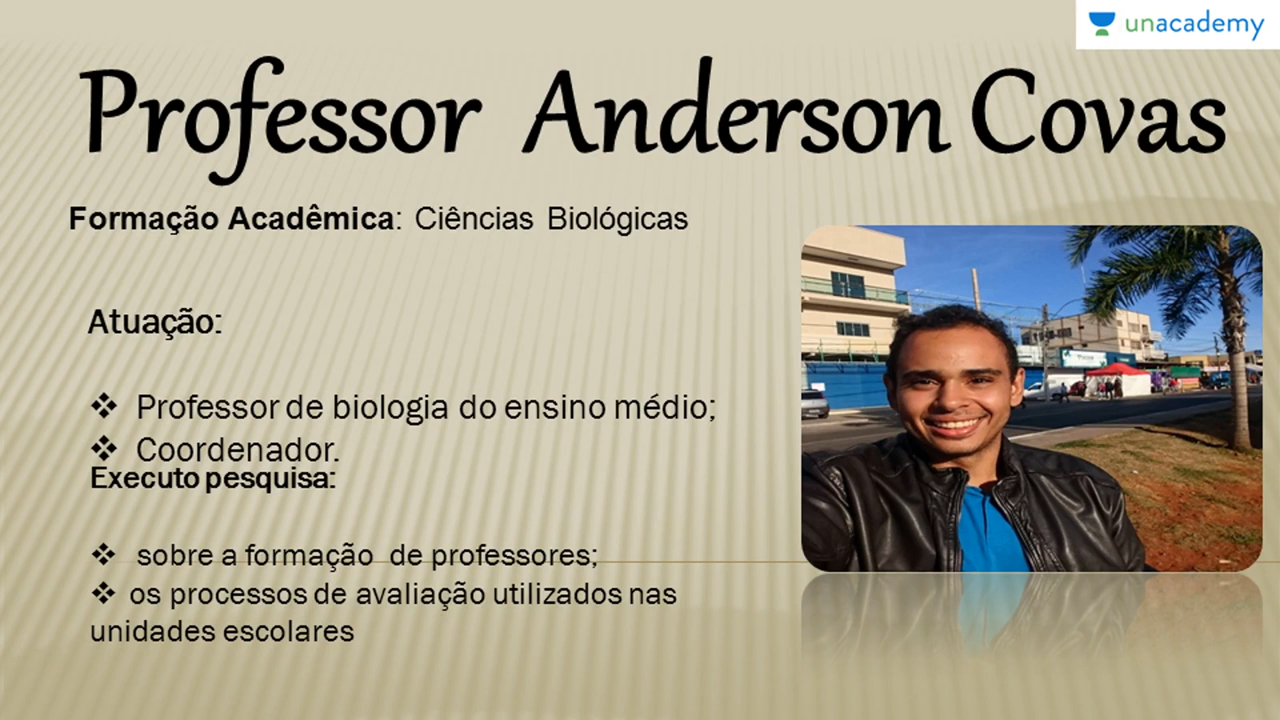 unacademy
Professor Anderson Covas
Formação Acadêmica: Ciências Biológicas
Atuação:
❖ Professor de biologia do ensino médio;
❖ Coordenador.
Executo pesquisa:
❖ sobre a formação de professores;
❖ os processos de avaliação utilizados nas
unidades escolares